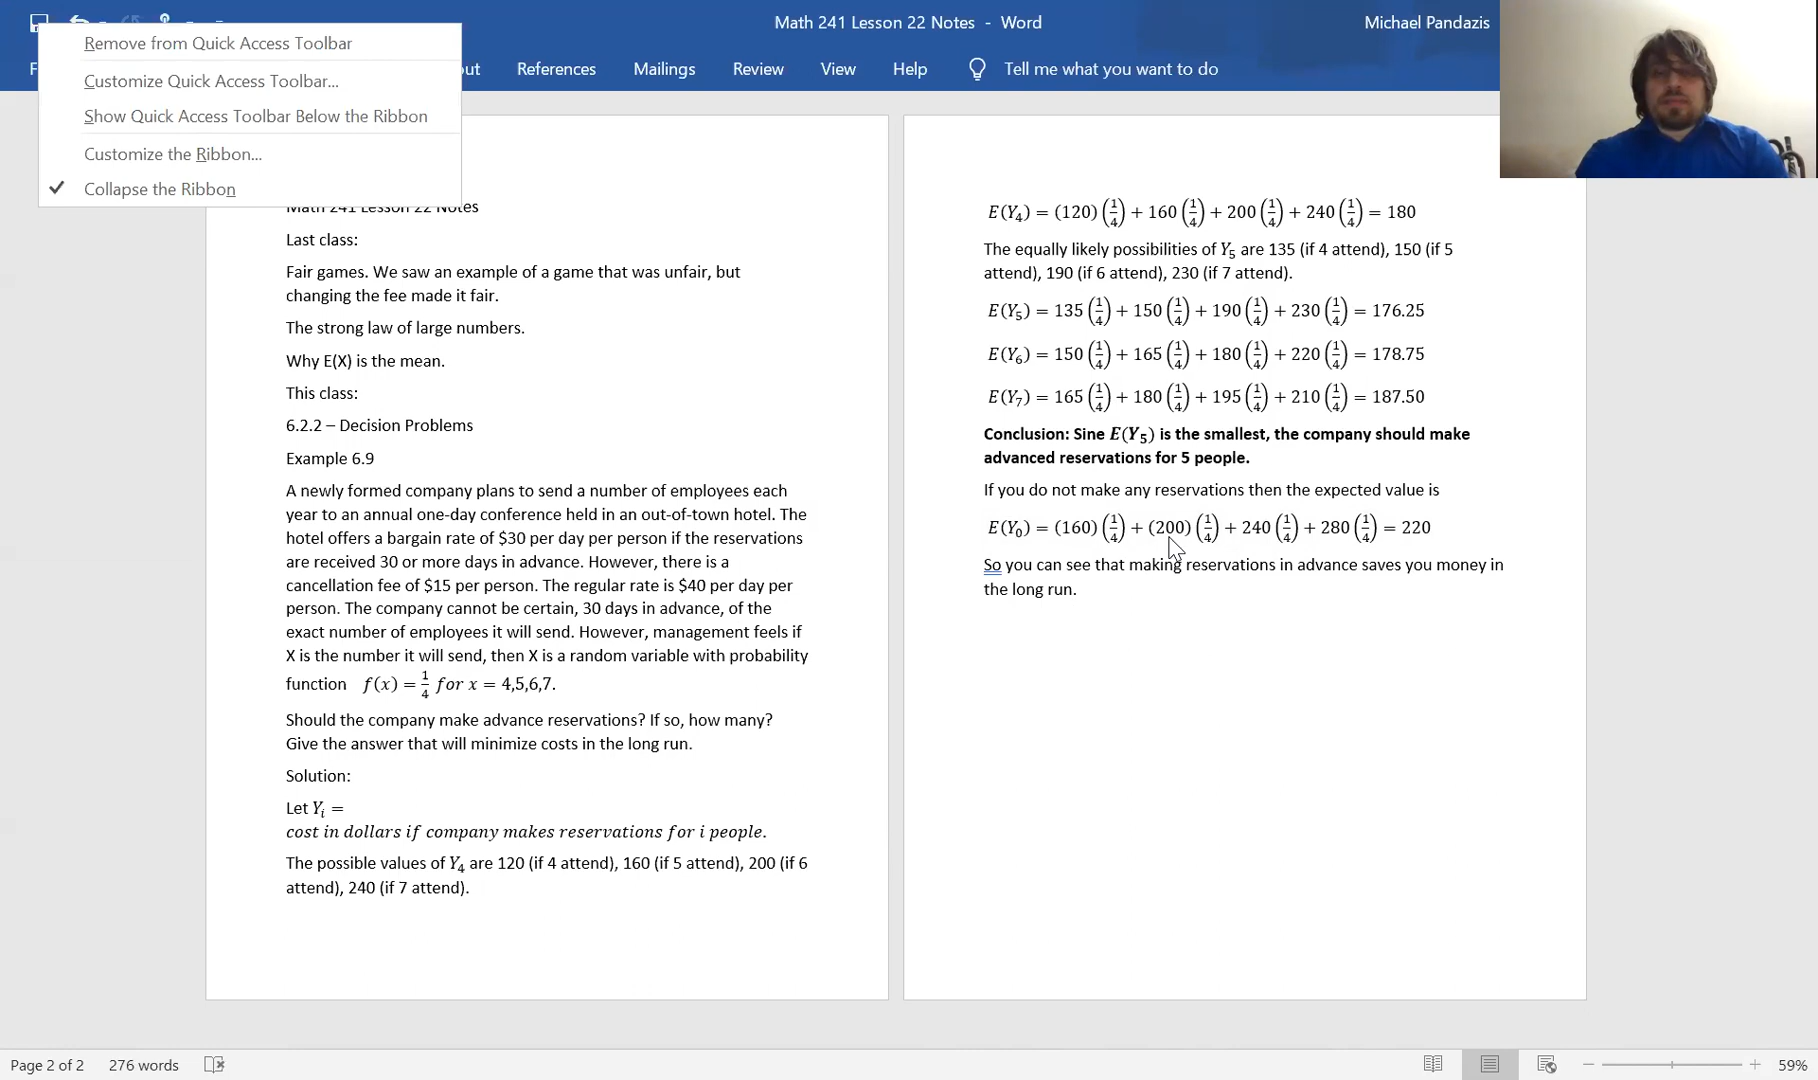 Math 241 Lesson 22 Notes - Word
Michael Pandazis
Remove from Quick Access Toolbar
Customize Quick Access Toolbar...
Show Quick Access Toolbar Below the Ribbon
Customize the Ribbon...
Collapse the Ribbon
References
Mailings
Review
View
Help
Tell me what you want to do
Math 241 Lesson 22 Notes
Last class:
Fair games. We saw an example of a game that was unfair, but
changing the fee made it fair.
The strong law of large numbers.
Why E(X) is the mean.
This class:
6.2.2 – Decision Problems
Example 6.9
A newly formed company plans to send a number of employees each
year to an annual one-day conference held in an out-of-town hotel. The
hotel offers a bargain rate of $30 per day per person if the reservations
are received 30 or more days in advance. However, there is a
cancellation fee of $15 per person. The regular rate is $40 per day per
person. The company cannot be certain, 30 days in advance, of the
exact number of employees it will send. However, management feels if
X is the number it will send, then X is a random variable with probability
function f(x) = 1/4 for x = 4,5,6,7.
Should the company make advance reservations? If so, how many?
Give the answer that will minimize costs in the long run.
Solution:
Let Y_i =
cost in dollars if company makes reservations for i people.
The possible values of Y_4 are 120 (if 4 attend), 160 (if 5 attend), 200 (if 6
attend), 240 (if 7 attend).
E(Y_4) = (120)(1/4) + 160(1/4) + 200(1/4) + 240(1/4) = 180
The equally likely possibilities of Y_5 are 135 (if 4 attend), 150 (if 5
attend), 190 (if 6 attend), 230 (if 7 attend).
E(Y_5) = 135(1/4) + 150(1/4) + 190(1/4) + 230(1/4) = 176.25
E(Y_6) = 150(1/4) + 165(1/4) + 180(1/4) + 220(1/4) = 178.75
E(Y_7) = 165(1/4) + 180(1/4) + 195(1/4) + 210(1/4) = 187.50
Conclusion: Sine E(Y_5) is the smallest, the company should make
advanced reservations for 5 people.
If you do not make any reservations then the expected value is
E(Y_0) = (160)(1/4) + (200)(1/4) + 240(1/4) + 280(1/4) = 220
So you can see that making reservations in advance saves you money in
the long run.
Page 2 of 2
276 words
59%